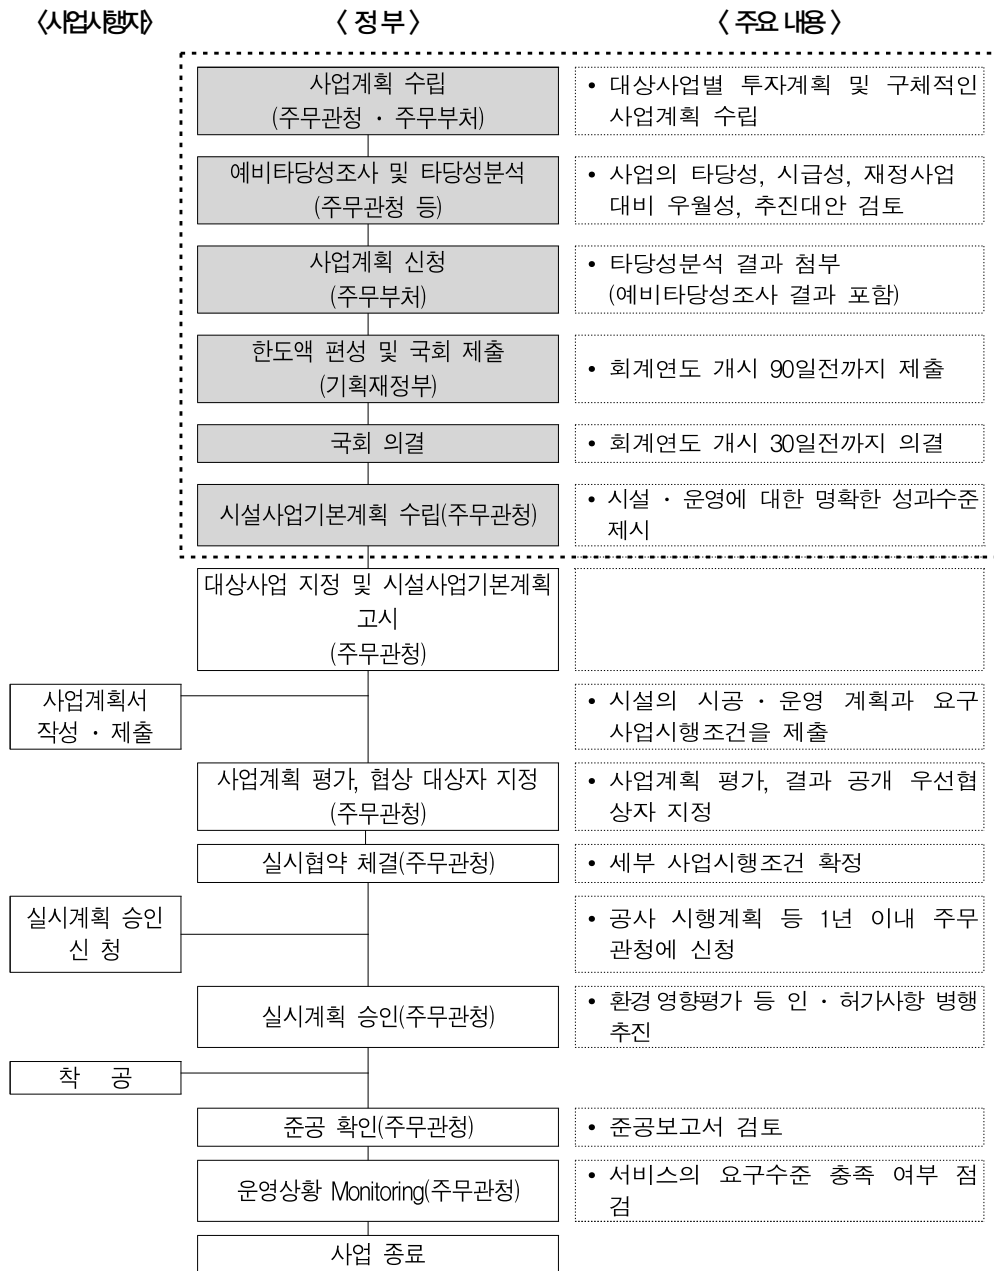 〈사업시행자〉 〈 정부 〉 〈 주요 내용 〉
사업계획 수립
(주무관청 · 주무부처)
• 대상사업별 투자계획 및 구체적인
사업계획 수립
예비타당성조사 및 타당성분석
(주무관청 등)
• 사업의 타당성, 시급성, 재정사업
대비 우월성, 추진대안 검토
사업계획 신청
(주무부처)
• 타당성분석 결과 첨부
(예비타당성조사 결과 포함)
한도액 편성 및 국회 제출
(기획재정부)
• 회계연도 개시 90일전까지 제출
국회 의결
• 회계연도 개시 30일전까지 의결
시설사업기본계획 수립(주무관청)
• 시설 · 운영에 대한 명확한 성과수준
제시
대상사업 지정 및 시설사업기본계획
고시
(주무관청)
사업계획서
작성 · 제출
• 시설의 시공 · 운영 계획과 요구
사업시행조건을 제출
사업계획 평가, 협상 대상자 지정
(주무관청)
• 사업계획 평가, 결과 공개 우선협
상자 지정
실시협약 체결(주무관청)
• 세부 사업시행조건 확정
실시계획 승인
신 청
• 공사 시행계획 등 1년 이내 주무
관청에 신청
실시계획 승인(주무관청)
• 환경 영향평가 등 인 · 허가사항 병행
추진
착 공
준공 확인(주무관청)
• 준공보고서 검토
운영상황 Monitoring(주무관청)
• 서비스의 요구수준 충족 여부 점
검
사업 종료